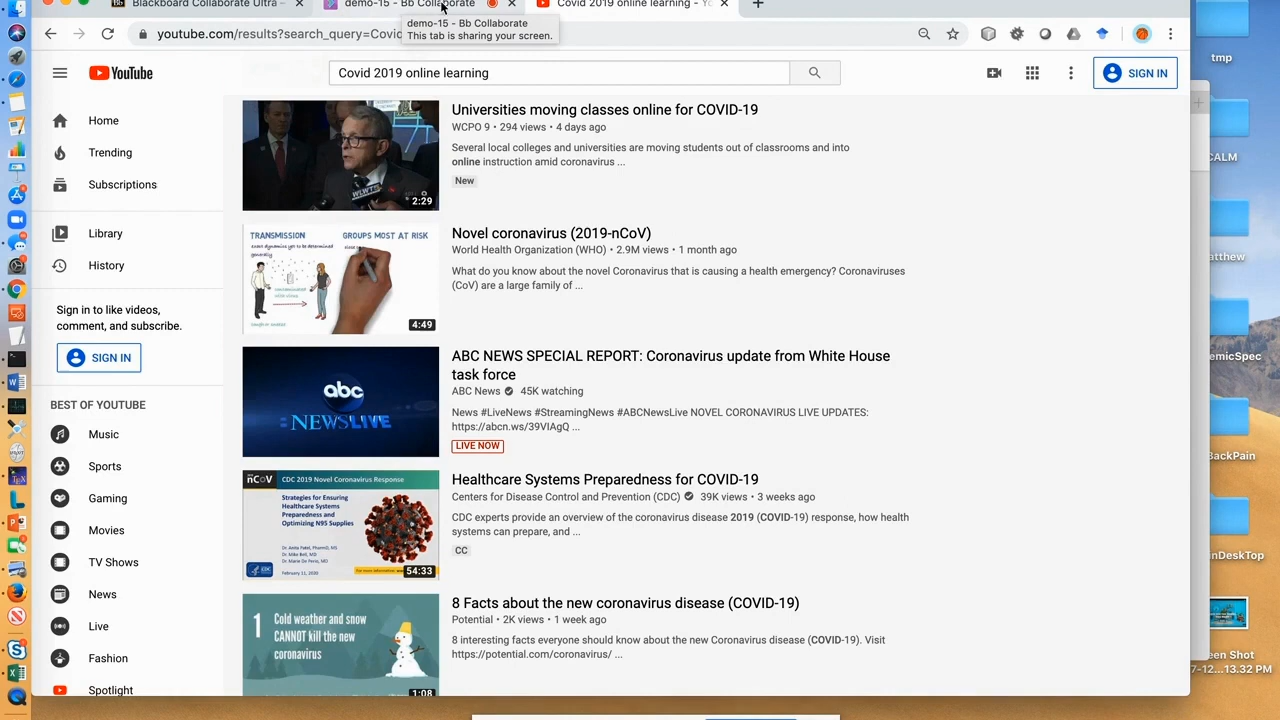 Blackboard Collaborate Ultra –
demo-15 - Bb Collaborate
Covid 2019 online learning - Yo
demo-15 - Bb Collaborate
This tab is sharing your screen.
youtube.com/results?search_query=Covid
YouTube
Covid 2019 online learning
SIGN IN
Home
Trending
Subscriptions
Library
History
Sign in to like videos,
comment, and subscribe.
SIGN IN
BEST OF YOUTUBE
Music
Sports
Gaming
Movies
TV Shows
News
Live
Fashion
Spotlight
2:29
Universities moving classes online for COVID-19
WCPO 9 • 294 views • 4 days ago
Several local colleges and universities are moving students out of classrooms and into
online instruction amid coronavirus ...
New
TRANSMISSION GROUPS MOST AT RISK
4:49
Novel coronavirus (2019-nCoV)
World Health Organization (WHO) • 2.9M views • 1 month ago
What do you know about the novel Coronavirus that is causing a health emergency? Coronaviruses
(CoV) are a large family of ...
abc
NEWS LIVE
ABC NEWS SPECIAL REPORT: Coronavirus update from White House
task force
ABC News • 45K watching
News #LiveNews #StreamingNews #ABCNewsLive NOVEL CORONAVIRUS LIVE UPDATES:
https://abcn.ws/39VIAgQ ...
LIVE NOW
nCoV CDC 2019 Novel Coronavirus Response
Strategies for Ensuring
Healthcare Systems
Preparedness and
Optimizing N95 Supplies
54:33
Healthcare Systems Preparedness for COVID-19
Centers for Disease Control and Prevention (CDC) • 39K views • 3 weeks ago
CDC experts provide an overview of the coronavirus disease 2019 (COVID-19) response, how health
systems can prepare, and ...
CC
1 Cold weather and snow
CANNOT kill the new
coronavirus
1:08
8 Facts about the new coronavirus disease (COVID-19)
Potential • 2K views • 1 week ago
8 interesting facts everyone should know about the new Coronavirus disease (COVID-19). Visit
https://potential.com/coronavirus/ ...
tmp
CALM
atthew
emicSpec
BackPain
inDeskTop
een Shot
7-12...13.32 PM